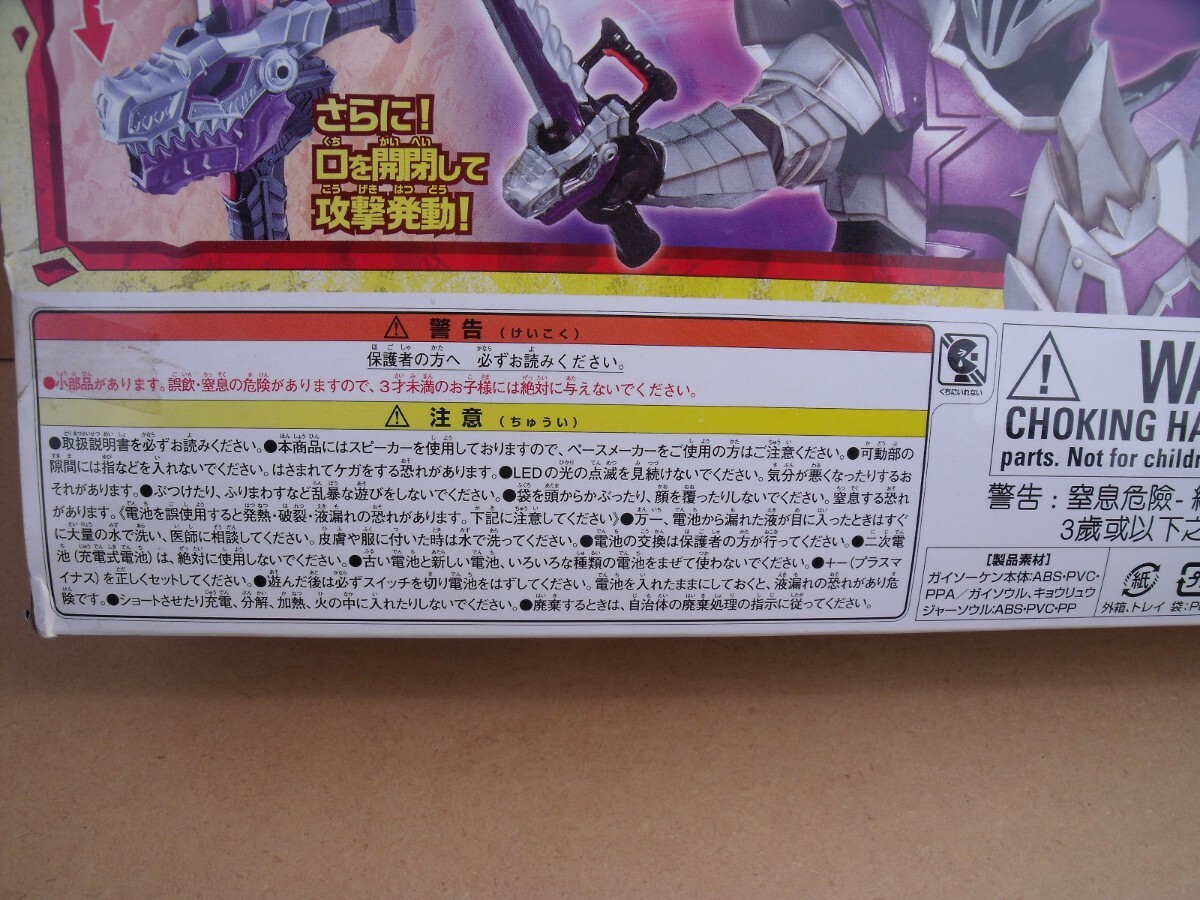 さらに!
口を開閉して
攻撃発動!
警告 (けいこく)
保護者の方へ 必ずお読みください。
●小部品があります。誤飲・窒息の危険がありますので、3才未満のお子様には絶対に与えないでください。
注意 (ちゅうい)
●取扱説明書を必ずお読みください。●本商品にはスピーカーを使用しておりますので、ペースメーカーをご使用の方はご注意ください。●可動部の
隙間には指などを入れないでください。はさまれてケガをする恐れがあります。●LEDの光の点滅を見続けないでください。気分が悪くなったりするお
それがあります。●ぶつけたり、ふりまわすなど乱暴な遊びをしないでください。●袋を頭からかぶったり、顔を覆ったりしないでください。窒息する恐れ
があります。《電池を誤使用すると発熱・破裂・液漏れの恐れがあります。下記に注意してください》●万一、電池から漏れた液が目に入ったときはすぐ
に大量の水で洗い、医師に相談してください。皮膚や服に付いた時は水で洗ってください。●電池の交換は保護者の方が行ってください。●二次電
池(充電式電池)は、絶対に使用しないでください。●古い電池と新しい電池、いろいろな種類の電池をまぜて使わないでください。●+-(プラスマ
イナス)を正しくセットしてください。●遊んだ後は必ずスイッチを切り電池をはずしてください。電池を入れたままにしておくと、液漏れの恐れがあり危
険です。●ショートさせたり充電、分解、加熱、火の中に入れたりしないでください。●廃棄するときは、自治体の廃棄処理の指示に従ってください。
くちにいれない
WA
CHOKING HA
parts. Not for childr
警告:窒息危險-
3歲或以下之
【製品素材】
ガイソーケン本体:ABS・PVC・
PPA/ガイソウル、キョウリュウ
ジャーソウル:ABS・PVC・PP
紙
外箱、トレイ 袋:P